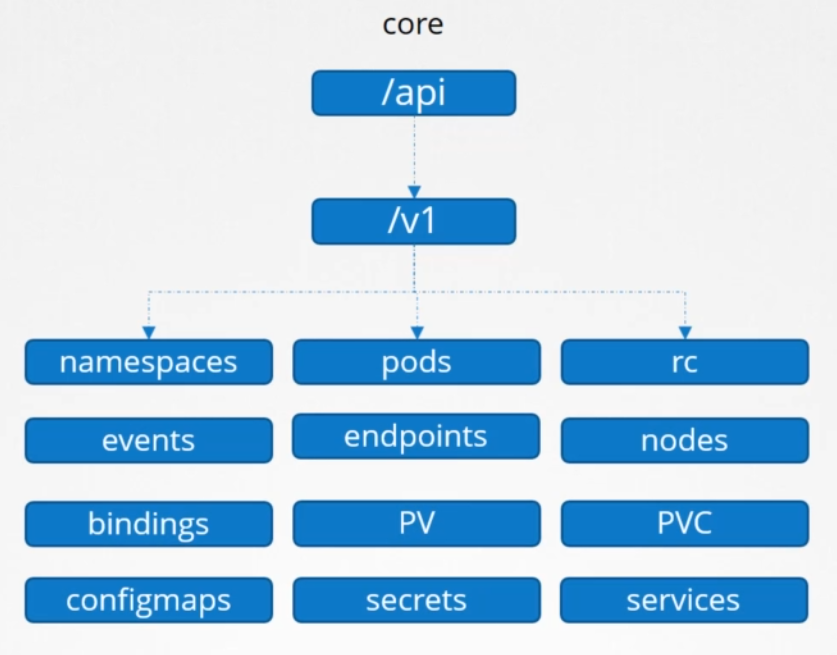 core
/api
/v1
namespaces
pods
rc
events
endpoints
nodes
bindings
PV
PVC
configmaps
secrets
services